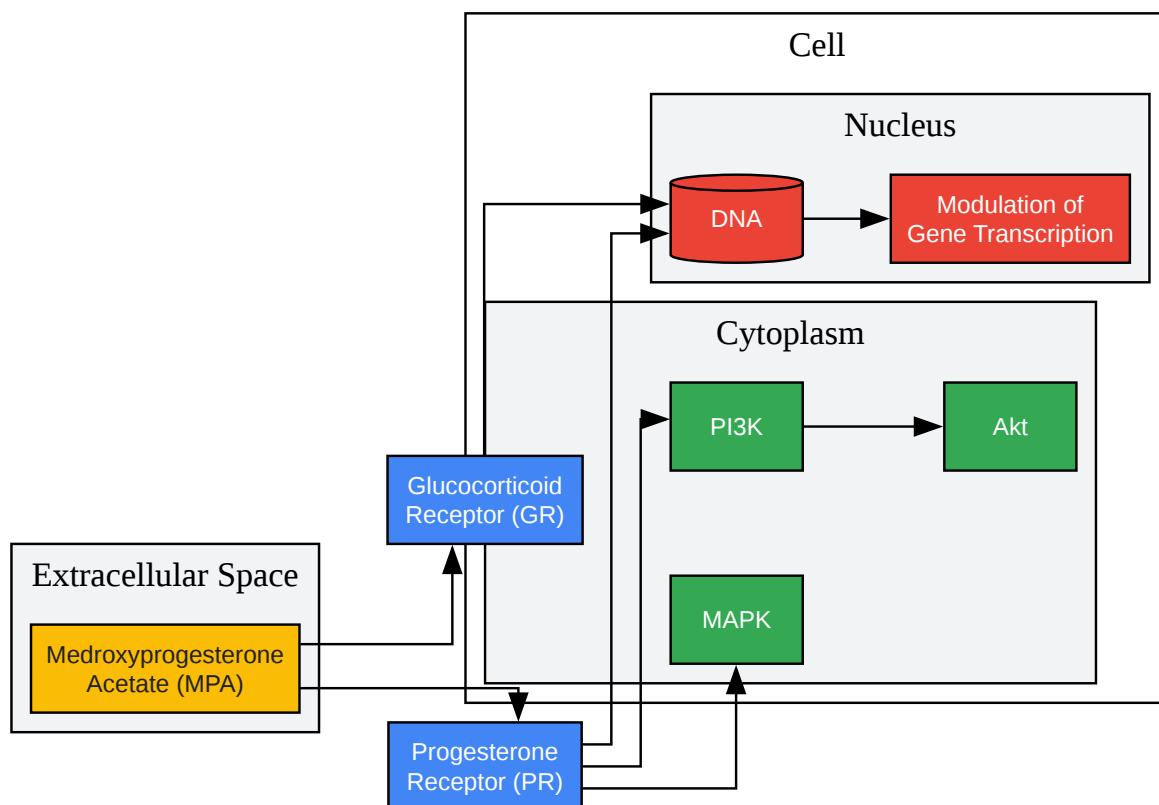 Cell
Nucleus
DNA
Modulation of
Gene Transcription
Cytoplasm
PI3K
Akt
Glucocorticoid
Receptor (GR)
Extracellular Space
MAPK
Medroxyprogesterone
Acetate (MPA)
Progesterone
Receptor (PR)